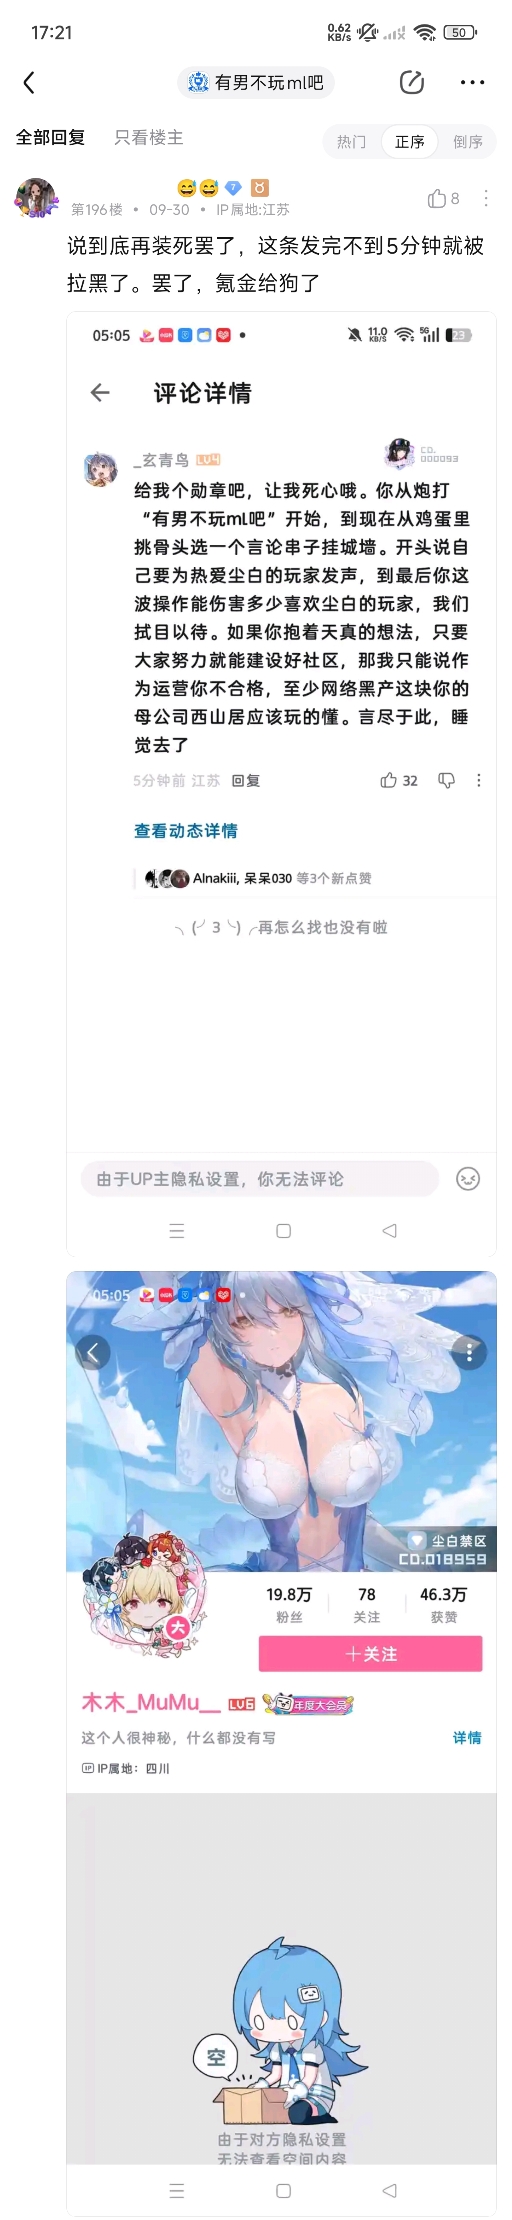 17:21
0.62 KB/s
50
有男不玩ml吧
全部回复 只看楼主
热门 正序 倒序
😅😅 7
第196楼 • 09-30 • IP属地:江苏
8
说到底再装死罢了，这条发完不到5分钟就被
拉黑了。罢了，氪金给狗了
05:05
11.0 KB/s 5G 23
评论详情
_玄青鸟 LV4
CD.
000093
给我个勋章吧，让我死心哦。你从炮打
“有男不玩ml吧”开始，到现在从鸡蛋里
挑骨头选一个言论串子挂城墙。开头说自
己要为热爱尘白的玩家发声，到最后你这
波操作能伤害多少喜欢尘白的玩家，我们
拭目以待。如果你抱着天真的想法，只要
大家努力就能建设好社区，那我只能说作
为运营你不合格，至少网络黑产这块你的
母公司西山居应该玩的懂。言尽于此，睡
觉去了
5分钟前 江苏 回复
32
查看动态详情
Alnakiii, 呆呆030 等3个新点赞
╮(╯3╰)╭再怎么找也没有啦
由于UP主隐私设置，你无法评论
05:05
尘白禁区
CD.018959
19.8万 78 46.3万
粉丝 关注 获赞
大
＋关注
木木_MuMu__ LV6 年度大会员
这个人很神秘，什么都没有写
详情
IP属地：四川
空
由于对方隐私设置
无法查看空间内容